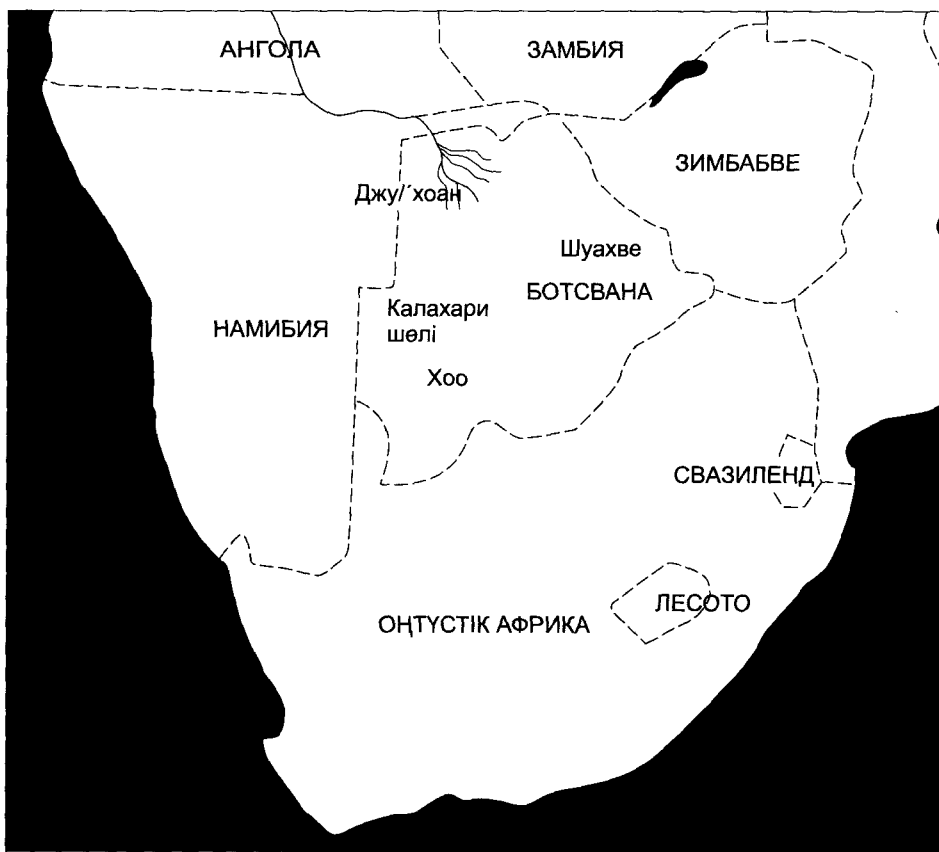 АНГОЛА
ЗАМБИЯ
ЗИМБАБВЕ
Джу/´хоан
Шуахве
БОТСВАНА
Калахари
шөлі
НАМИБИЯ
Хоо
СВАЗИЛЕНД
ЛЕСОТО
ОҢТҮСТІК АФРИКА